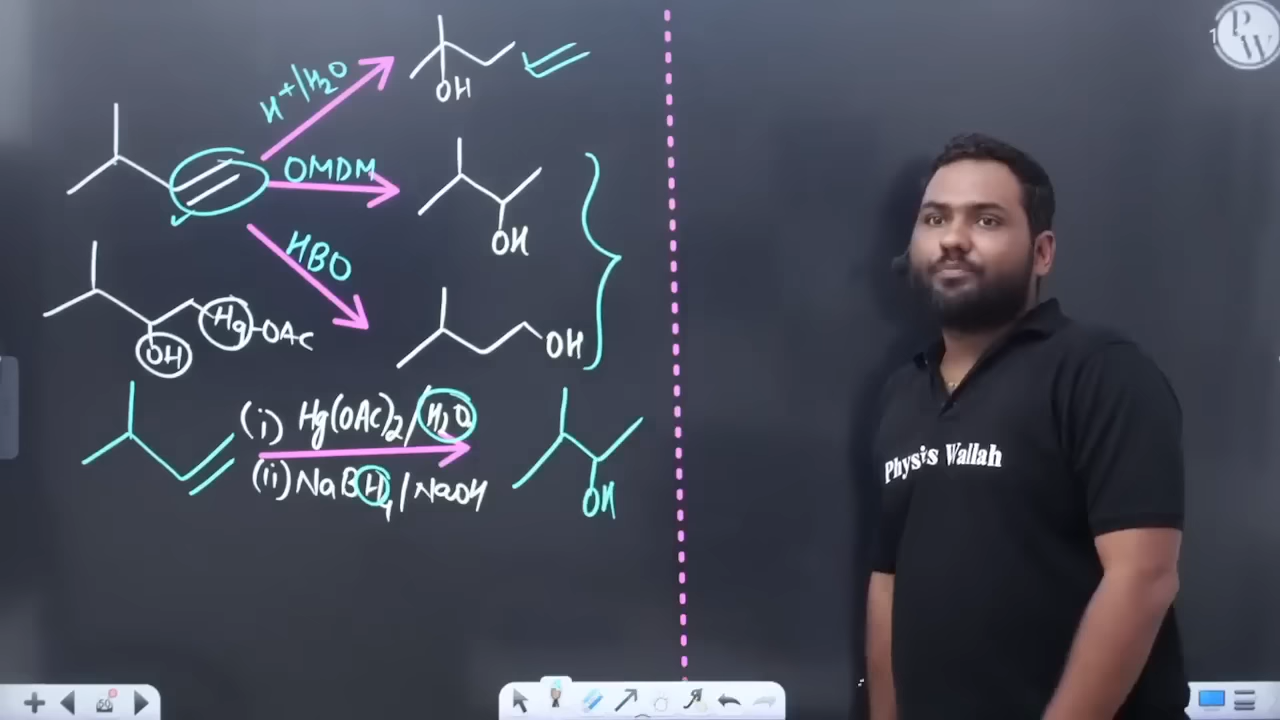 H⁺/H₂O
OH
OMDM
OH
HBO
OH
Hg-OAc
OH
(i) Hg(OAc)₂/H₂O
(ii) NaBH₄/NaOH
OH
Physics Wallah
PW
60